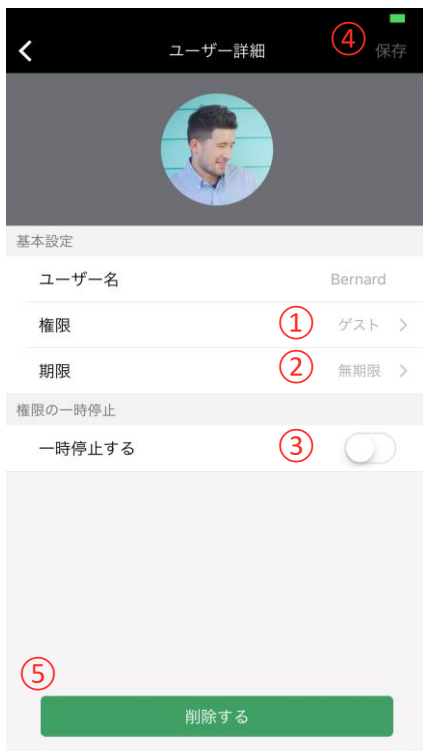 ユーザー詳細 ④ 保存
基本設定
ユーザー名 Bernard
権限 ① ゲスト
期限 ② 無期限
権限の一時停止
一時停止する ③
⑤
削除する